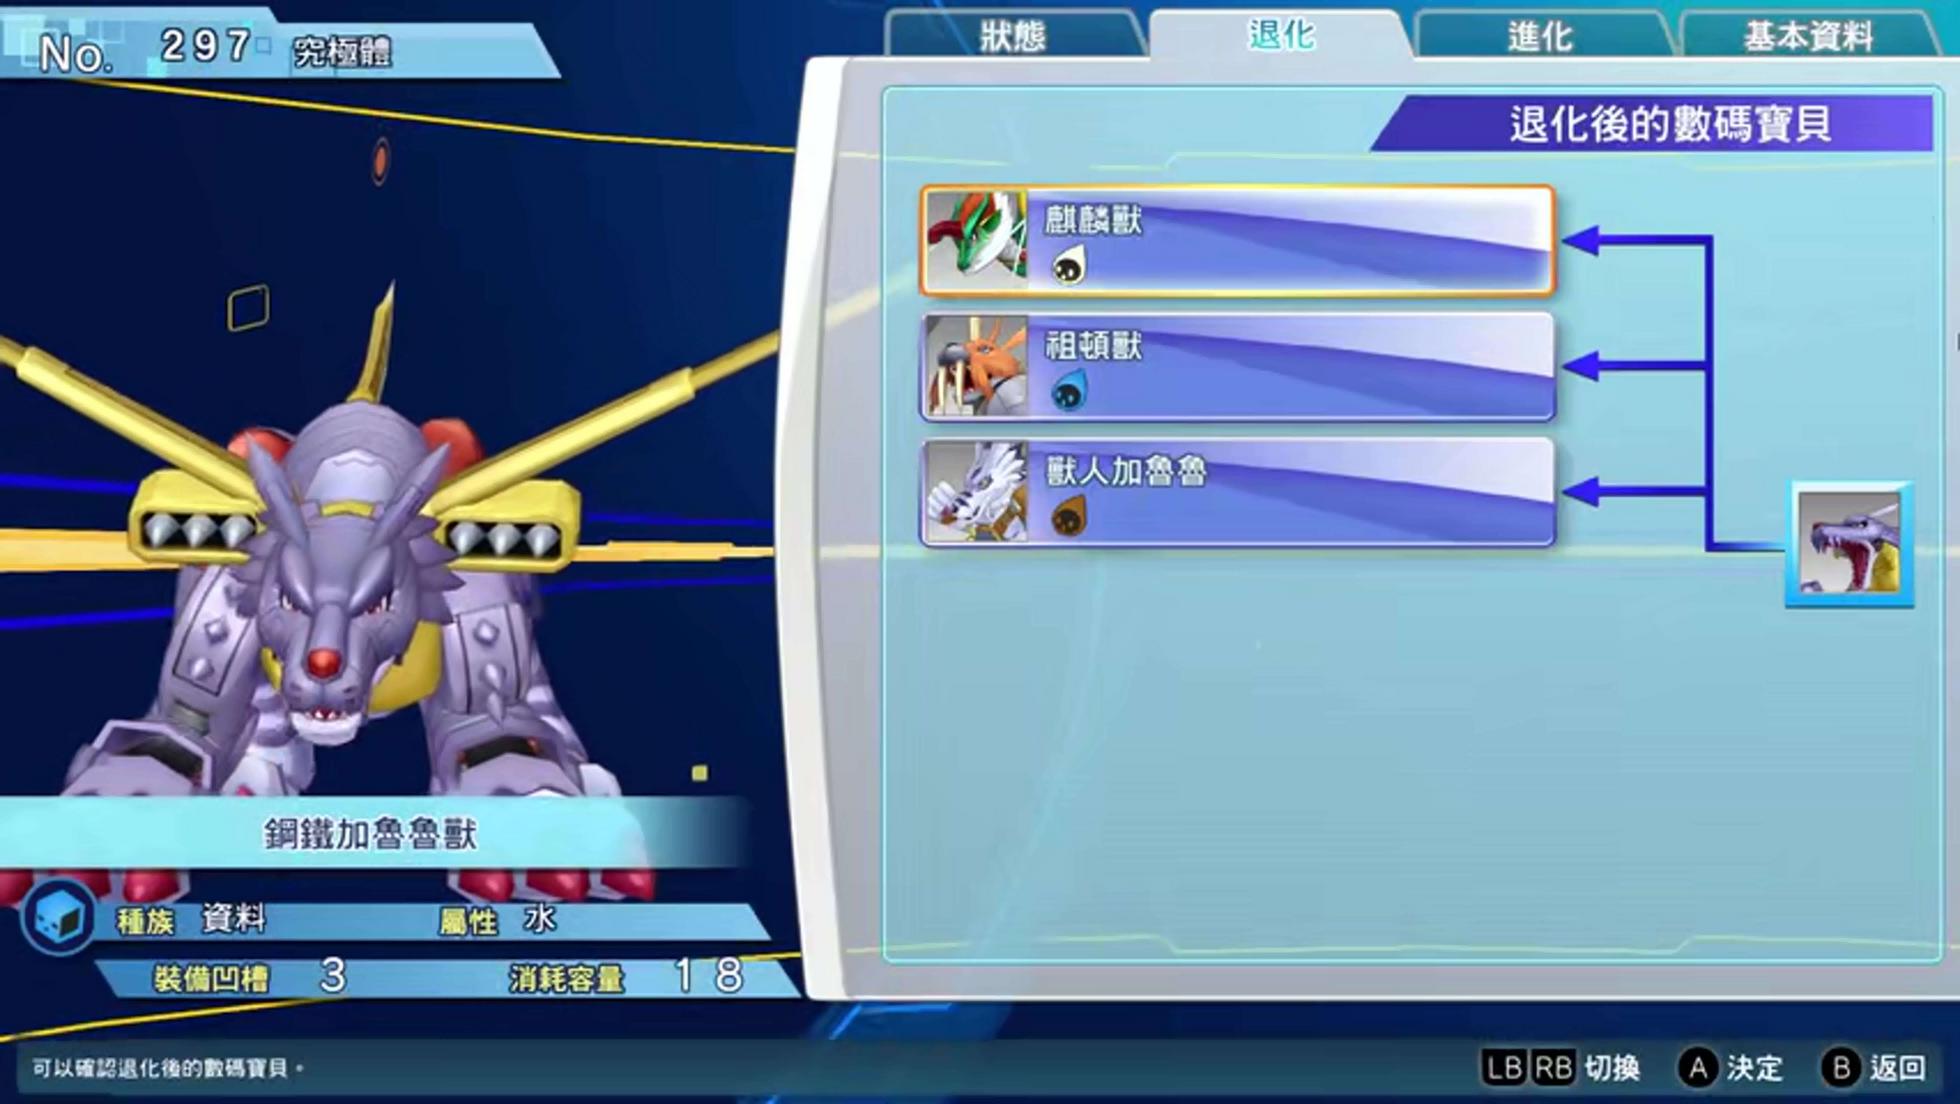 No. 297 究極體
狀態 退化 進化 基本資料
退化後的數碼寶貝
麒麟獸
祖頓獸
獸人加魯魯
鋼鐵加魯魯獸
種族 資料 屬性 水
裝備凹槽 3 消耗容量 18
可以確認退化後的數碼寶貝。
LB RB 切換 A 決定 B 返回